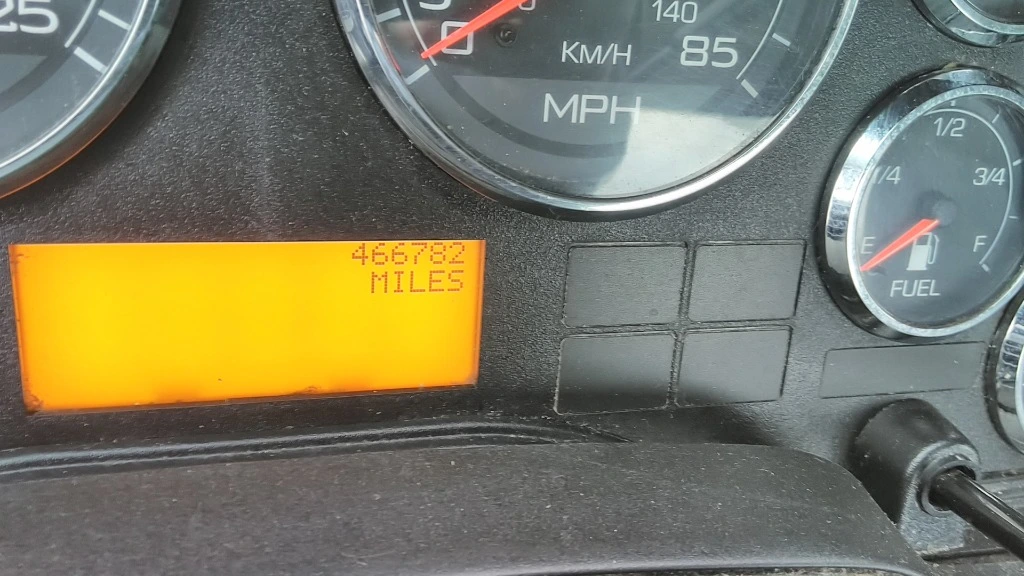 25
0
140
KM/H
85
MPH
1/2
1/4
3/4
E
F
FUEL
466782
MILES